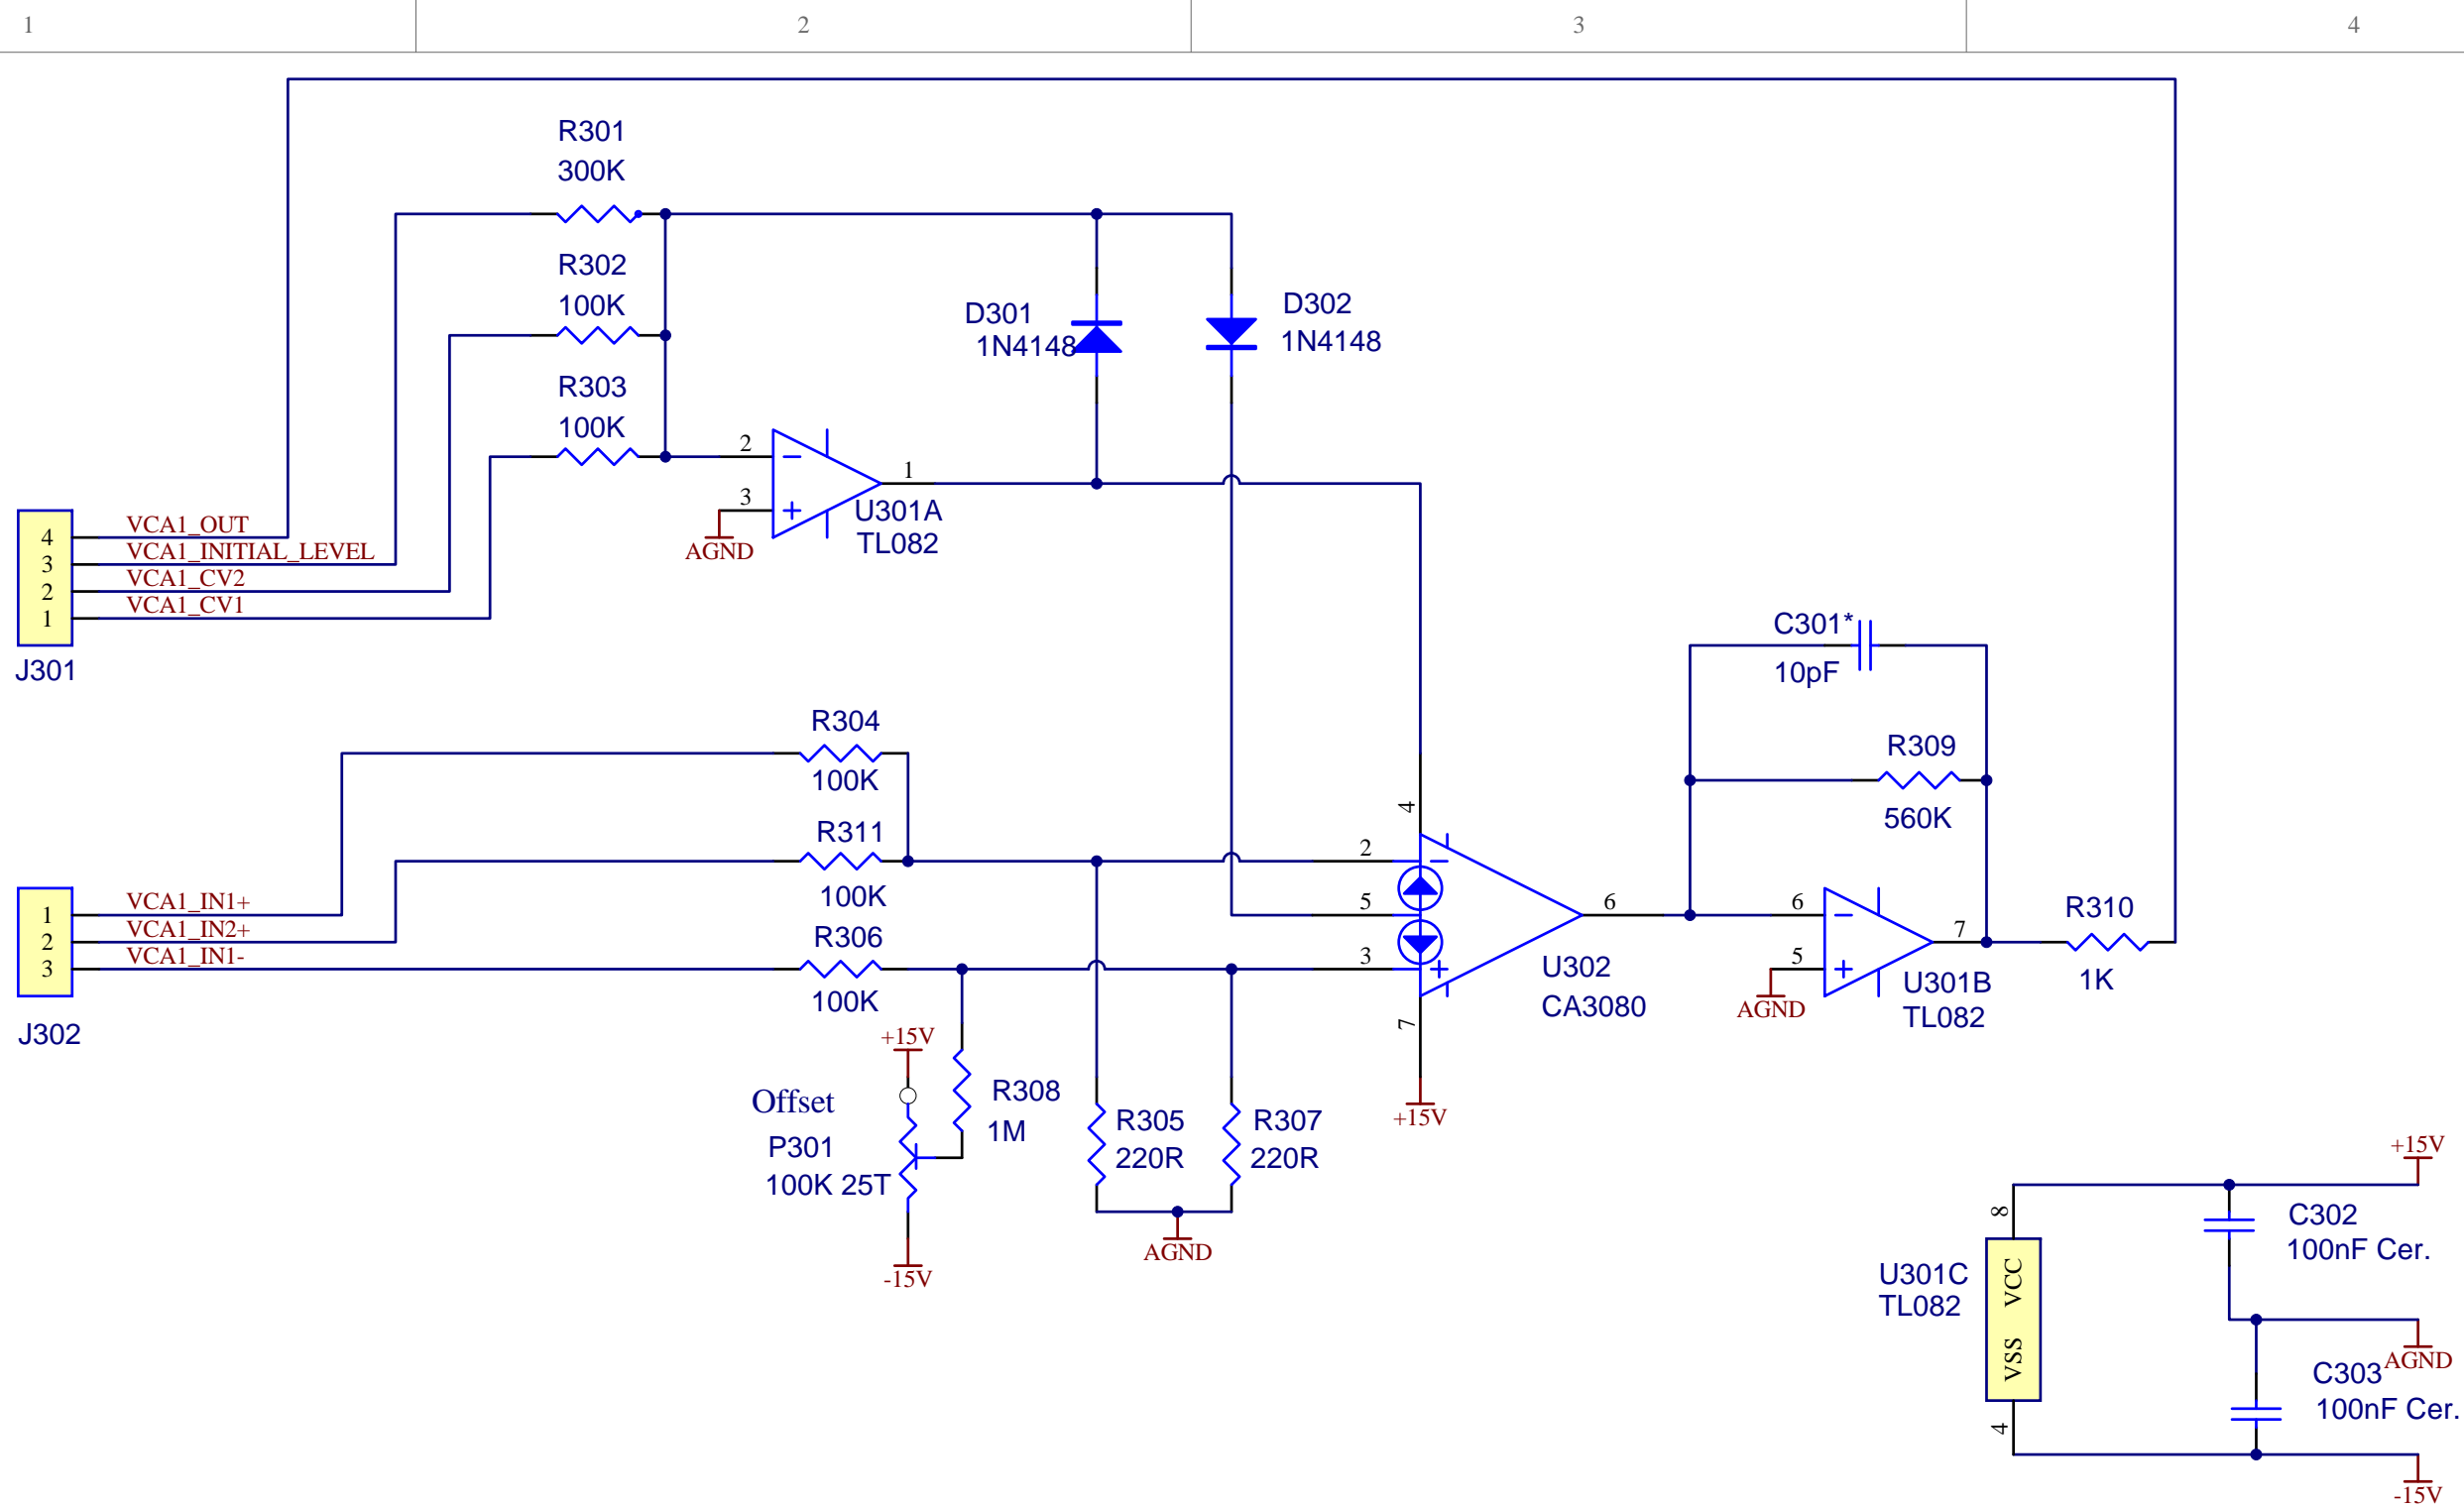 1 2 3 4
R301
300K
R302
100K
R303
100K
D301
1N4148
D302
1N4148
2
3
1
U301A
TL082
AGND
4 VCA1_OUT
3 VCA1_INITIAL_LEVEL
2 VCA1_CV2
1 VCA1_CV1
J301
C301*
10pF
R309
560K
R304
100K
R311
100K
R306
100K
1 VCA1_IN1+
2 VCA1_IN2+
3 VCA1_IN1-
J302
4
2
5
3
6
7
U302
CA3080
+15V
6
5
7
U301B
TL082
AGND
R310
1K
+15V
Offset
P301
100K 25T
-15V
R308
1M
R305
220R
R307
220R
AGND
+15V
8
C302
100nF Cer.
U301C
TL082
VCC
VSS
AGND
C303
100nF Cer.
4
-15V